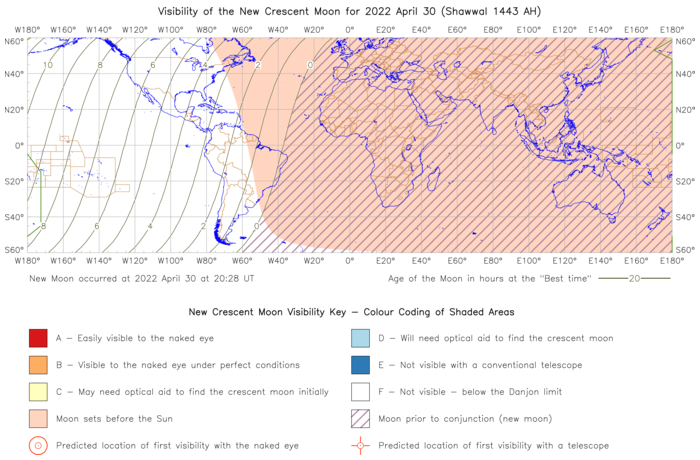 Visibility of the New Crescent Moon for 2022 April 30 (Shawwal 1443 AH)
W180° W160° W140° W120° W100° W80° W60° W40° W20° E0° E20° E40° E60° E80° E100° E120° E140° E160° E180°
N60° N60°
10 8 4 2 0
N40° N40°
N20° N20°
0° 0°
S20° S20°
S40° S40°
8 6 4 2 0
S60° S60°
W180° W160° W140° W120° W100° W80° W60° W40° W20° E0° E20° E40° E60° E80° E100° E120° E140° E160° E180°
New Moon occurred at 2022 April 30 at 20:28 UT
Age of the Moon in hours at the "Best time" 20
New Crescent Moon Visibility Key – Colour Coding of Shaded Areas
A – Easily visible to the naked eye
D – Will need optical aid to find the crescent moon
B – Visible to the naked eye under perfect conditions
E – Not visible with a conventional telescope
C – May need optical aid to find the crescent moon initially
F – Not visible – below the Danjon limit
Moon sets before the Sun
Moon prior to conjunction (new moon)
Predicted location of first visibility with the naked eye
Predicted location of first visibility with a telescope